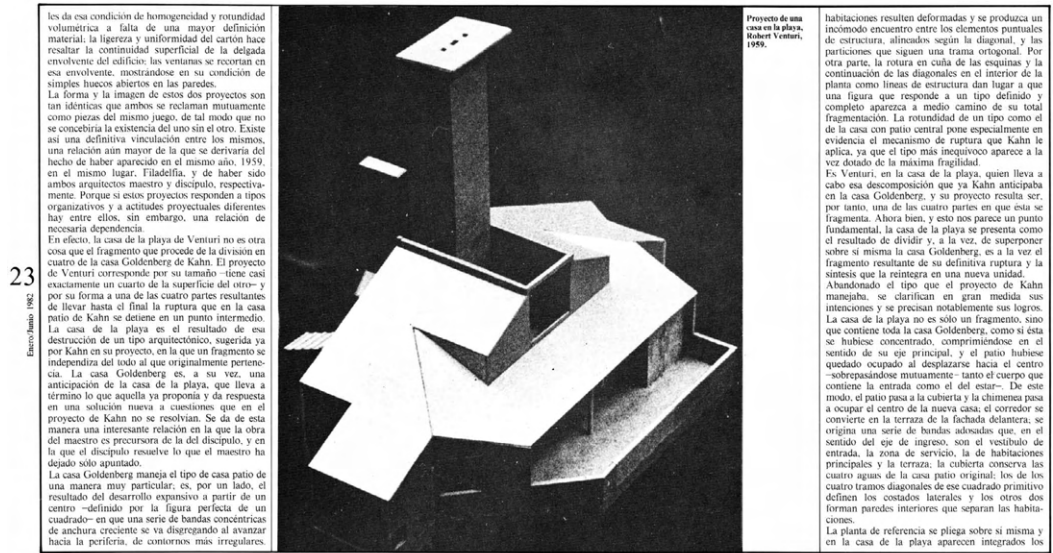 les da esa condición de homogeneidad y rotundidad
volumétrica a falta de una mayor definición
material; la ligereza y uniformidad del cartón hace
resaltar la continuidad superficial de la delgada
envolvente del edificio; las ventanas se recortan en
esa envolvente, mostrándose en su condición de
simples huecos abiertos en las paredes.
La forma y la imagen de estos dos proyectos son
tan idénticas que ambos se reclaman mutuamente
como piezas del mismo juego, de tal modo que no
se concebiría la existencia del uno sin el otro. Existe
así una definitiva vinculación entre los mismos,
una relación aún mayor de la que se derivaría del
hecho de haber aparecido en el mismo año, 1959,
en el mismo lugar, Filadelfia, y de haber sido
ambos arquitectos maestro y discípulo, respectiva-
mente. Porque si estos proyectos responden a tipos
organizativos y a actitudes proyectuales diferentes
hay entre ellos, sin embargo, una relación de
necesaria dependencia.
En efecto, la casa de la playa de Venturi no es otra
cosa que el fragmento que procede de la división en
cuatro de la casa Goldenberg de Kahn. El proyecto
de Venturi corresponde por su tamaño –tiene casi
exactamente un cuarto de la superficie del otro– y
por su forma a una de las cuatro partes resultantes
de llevar hasta el final la ruptura que en la casa
patio de Kahn se detiene en un punto intermedio.
La casa de la playa es el resultado de esa
destrucción de un tipo arquitectónico, sugerida ya
por Kahn en su proyecto, en la que un fragmento se
independiza del todo al que originalmente pertene-
cía. La casa Goldenberg es, a su vez, una
anticipación de la casa de la playa, que lleva a
término lo que aquella ya proponía y da respuesta
en una solución nueva a cuestiones que en el
proyecto de Kahn no se resolvían. Se da de esta
manera una interesante relación en la que la obra
del maestro es precursora de la del discípulo, y en
la que el discípulo resuelve lo que el maestro ha
dejado sólo apuntado.
La casa Goldenberg maneja el tipo de casa patio de
una manera muy particular; es, por un lado, el
resultado del desarrollo expansivo a partir de un
centro –definido por la figura perfecta de un
cuadrado– en que una serie de bandas concéntricas
de anchura creciente se va disgregando al avanzar
hacia la periferia, de contornos más irregulares.
23
Enero/Junio 1982
Proyecto de una
casa en la playa,
Robert Venturi,
1959.
habitaciones resulten deformadas y se produzca un
incómodo encuentro entre los elementos puntuales
de estructura, alineados según la diagonal, y las
particiones que siguen una trama ortogonal. Por
otra parte, la rotura en cuña de las esquinas y la
continuación de las diagonales en el interior de la
planta como líneas de estructura dan lugar a que
una figura que responde a un tipo definido y
completo aparezca a medio camino de su total
fragmentación. La rotundidad de un tipo como el
de la casa con patio central pone especialmente en
evidencia el mecanismo de ruptura que Kahn le
aplica, ya que el tipo más inequívoco aparece a la
vez dotado de la máxima fragilidad.
Es Venturi, en la casa de la playa, quien lleva a
cabo esa descomposición que ya Kahn anticipaba
en la casa Goldenberg, y su proyecto resulta ser,
por tanto, una de las cuatro partes en que ésta se
fragmenta. Ahora bien, y esto nos parece un punto
fundamental, la casa de la playa se presenta como
el resultado de dividir y, a la vez, de superponer
sobre sí misma la casa Goldenberg, es a la vez el
fragmento resultante de su definitiva ruptura y la
síntesis que la reintegra en una nueva unidad.
Abandonado el tipo que el proyecto de Kahn
manejaba, se clarifican en gran medida sus
intenciones y se precisan notablemente sus logros.
La casa de la playa no es sólo un fragmento, sino
que contiene toda la casa Goldenberg, como si ésta
se hubiese concentrado, comprimiéndose en el
sentido de su eje principal, y el patio hubiese
quedado ocupado al desplazarse hacia el centro
–sobrepasándose mutuamente– tanto el cuerpo que
contiene la entrada como el del estar–. De este
modo, el patio pasa a la cubierta y la chimenea pasa
a ocupar el centro de la nueva casa; el corredor se
convierte en la terraza de la fachada delantera; se
origina una serie de bandas adosadas que, en el
sentido del eje de ingreso, son el vestíbulo de
entrada, la zona de servicio, la de habitaciones
principales y la terraza; la cubierta conserva las
cuatro aguas de la casa patio original; los de los
cuatro tramos diagonales de ese cuadrado primitivo
definen los costados laterales y los otros dos
forman paredes interiores que separan las habita-
ciones.
La planta de referencia se pliega sobre sí misma y
en la casa de la playa aparecen integrados los